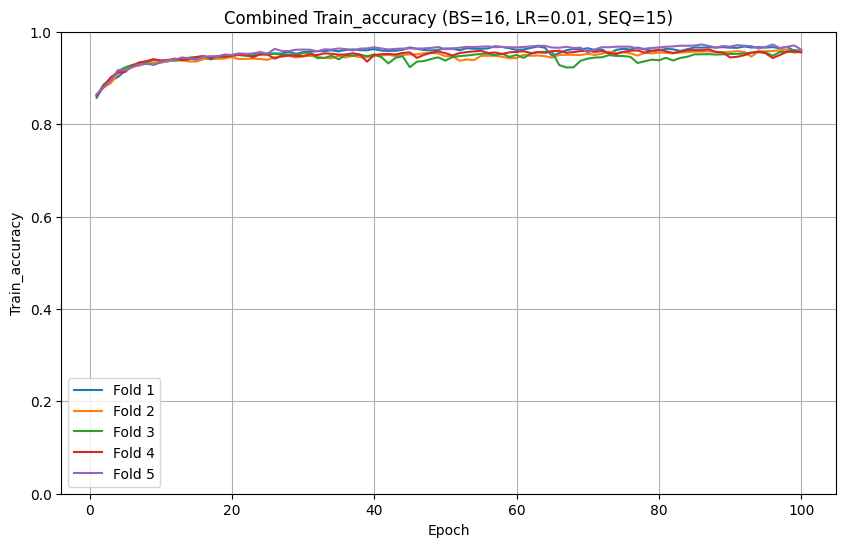 Combined Train_accuracy (BS=16, LR=0.01, SEQ=15)
Train_accuracy
1.0
0.8
0.6
0.4
0.2
0.0
Fold 1
Fold 2
Fold 3
Fold 4
Fold 5
0 20 40 60 80 100
Epoch